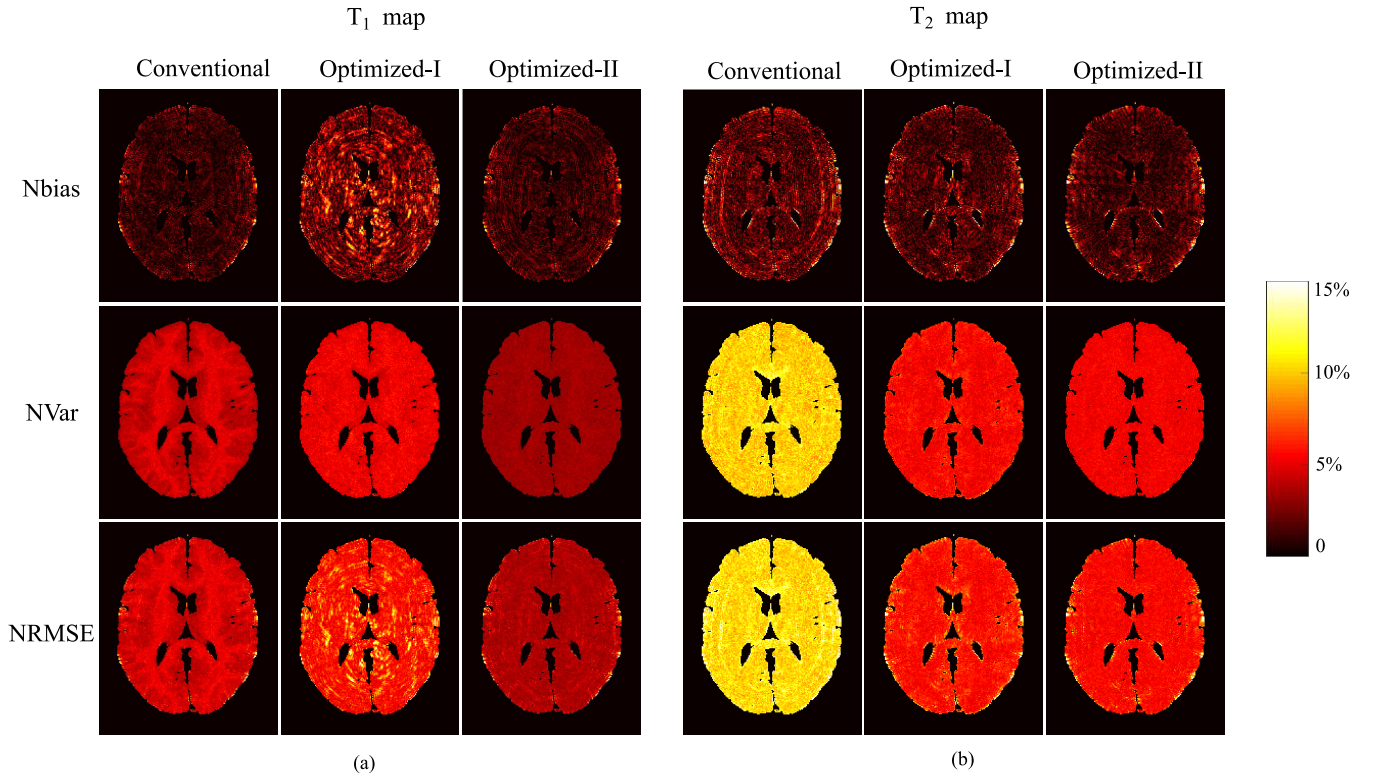 T₁ map
T₂ map
Conventional
Optimized-I
Optimized-II
Conventional
Optimized-I
Optimized-II
Nbias
NVar
NRMSE
15%
10%
5%
0
(a)
(b)